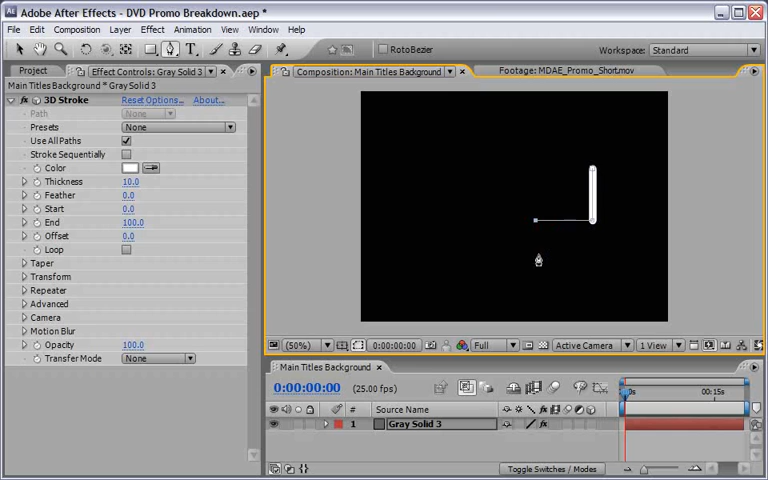 Adobe After Effects - DVD Promo Breakdown.aep *
File Edit Composition Layer Effect Animation View Window Help
RotoBezier
Workspace: Standard
Project
Effect Controls: Gray Solid 3
Composition: Main Titles Background
Footage: MDAE_Promo_Short.mov
Main Titles Background * Gray Solid 3
3D Stroke Reset Options... About...
Path None
Presets None
Use All Paths
Stroke Sequentially
Color
Thickness 10.0
Feather 0.0
Start 0.0
End 100.0
Offset 0.0
Loop
Taper
Transform
Repeater
Advanced
Camera
Motion Blur
Opacity 100.0
Transfer Mode None
(50%) 0:00:00:00 Full Active Camera 1 View
Main Titles Background
0:00:00:00 (25.00 fps)
00:15s
# Source Name
1 Gray Solid 3
Toggle Switches / Modes